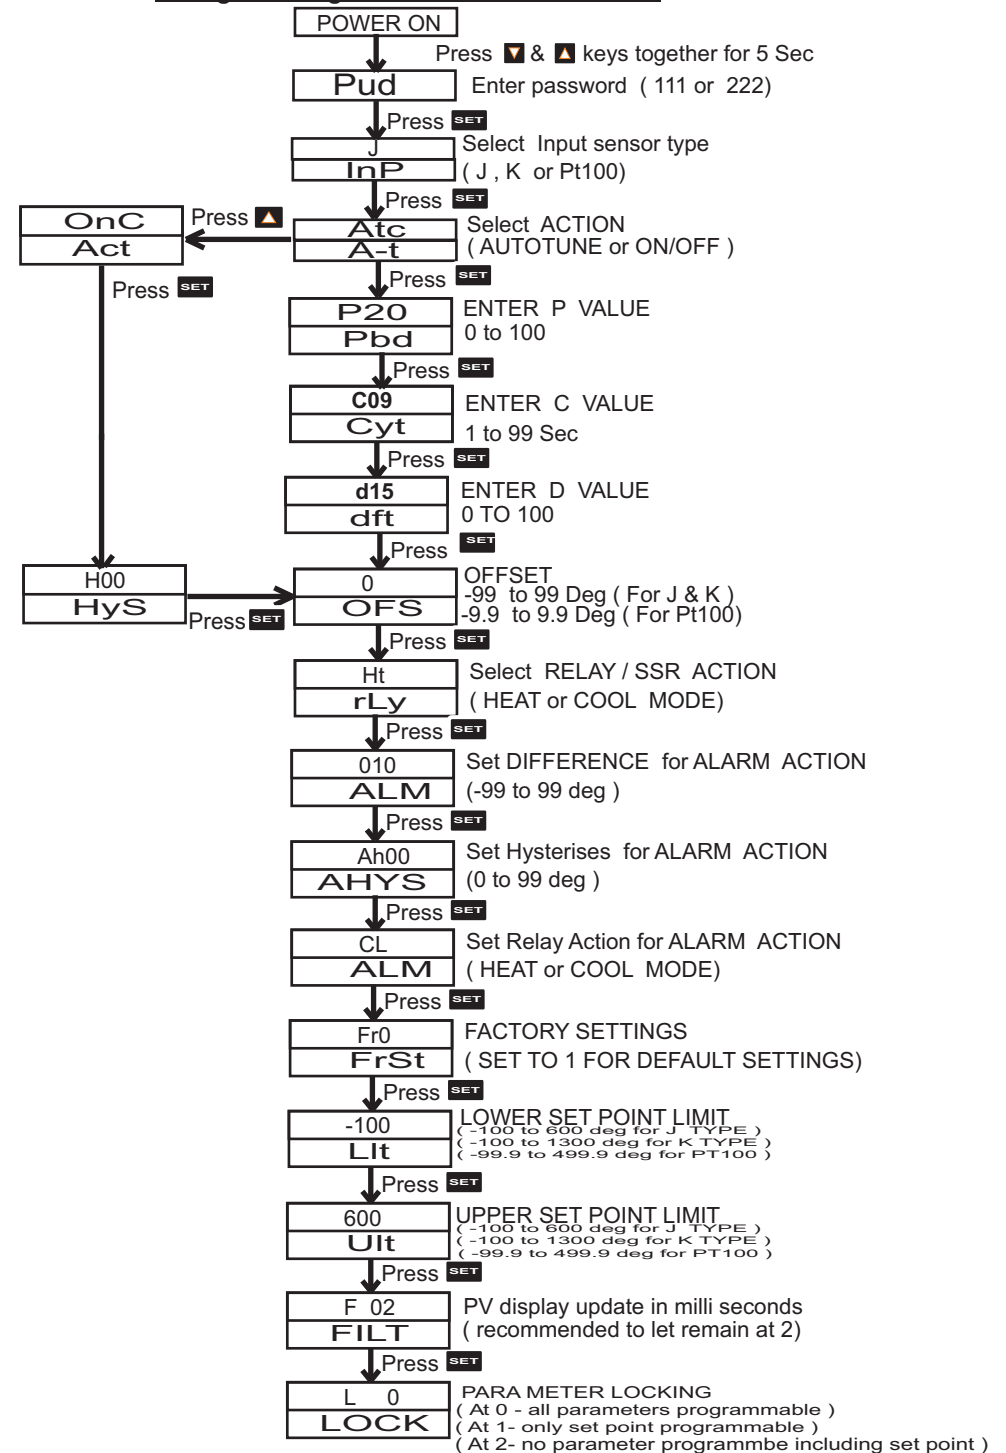 POWER ON
Press & keys together for 5 Sec
Pud
Enter password ( 111 or 222)
Press SET
J
InP
Select Input sensor type
( J , K or Pt100)
Press SET
OnC
Act
Press
Atc
A-t
Select ACTION
( AUTOTUNE or ON/OFF )
Press SET
Press SET
P20
Pbd
ENTER P VALUE
0 to 100
Press SET
C09
Cyt
ENTER C VALUE
1 to 99 Sec
Press SET
d15
dft
ENTER D VALUE
0 TO 100
Press SET
H00
HyS
Press SET
0
OFS
OFFSET
-99 to 99 Deg ( For J & K )
-9.9 to 9.9 Deg ( For Pt100)
Press SET
Ht
rLy
Select RELAY / SSR ACTION
( HEAT or COOL MODE)
Press SET
010
ALM
Set DIFFERENCE for ALARM ACTION
(-99 to 99 deg )
Press SET
Ah00
AHYS
Set Hysterises for ALARM ACTION
(0 to 99 deg )
Press SET
CL
ALM
Set Relay Action for ALARM ACTION
( HEAT or COOL MODE)
Press SET
Fr0
FrSt
FACTORY SETTINGS
( SET TO 1 FOR DEFAULT SETTINGS)
Press SET
-100
Llt
LOWER SET POINT LIMIT
( -100 to 600 deg for J TYPE )
( -100 to 1300 deg for K TYPE )
( -99.9 to 499.9 deg for PT100 )
Press SET
600
Ult
UPPER SET POINT LIMIT
( -100 to 600 deg for J TYPE )
( -100 to 1300 deg for K TYPE )
( -99.9 to 499.9 deg for PT100 )
Press SET
F 02
FILT
PV display update in milli seconds
( recommended to let remain at 2)
Press SET
L 0
LOCK
PARA METER LOCKING
( At 0 - all parameters programmable )
( At 1- only set point programmable )
( At 2- no parameter programmbe including set point )